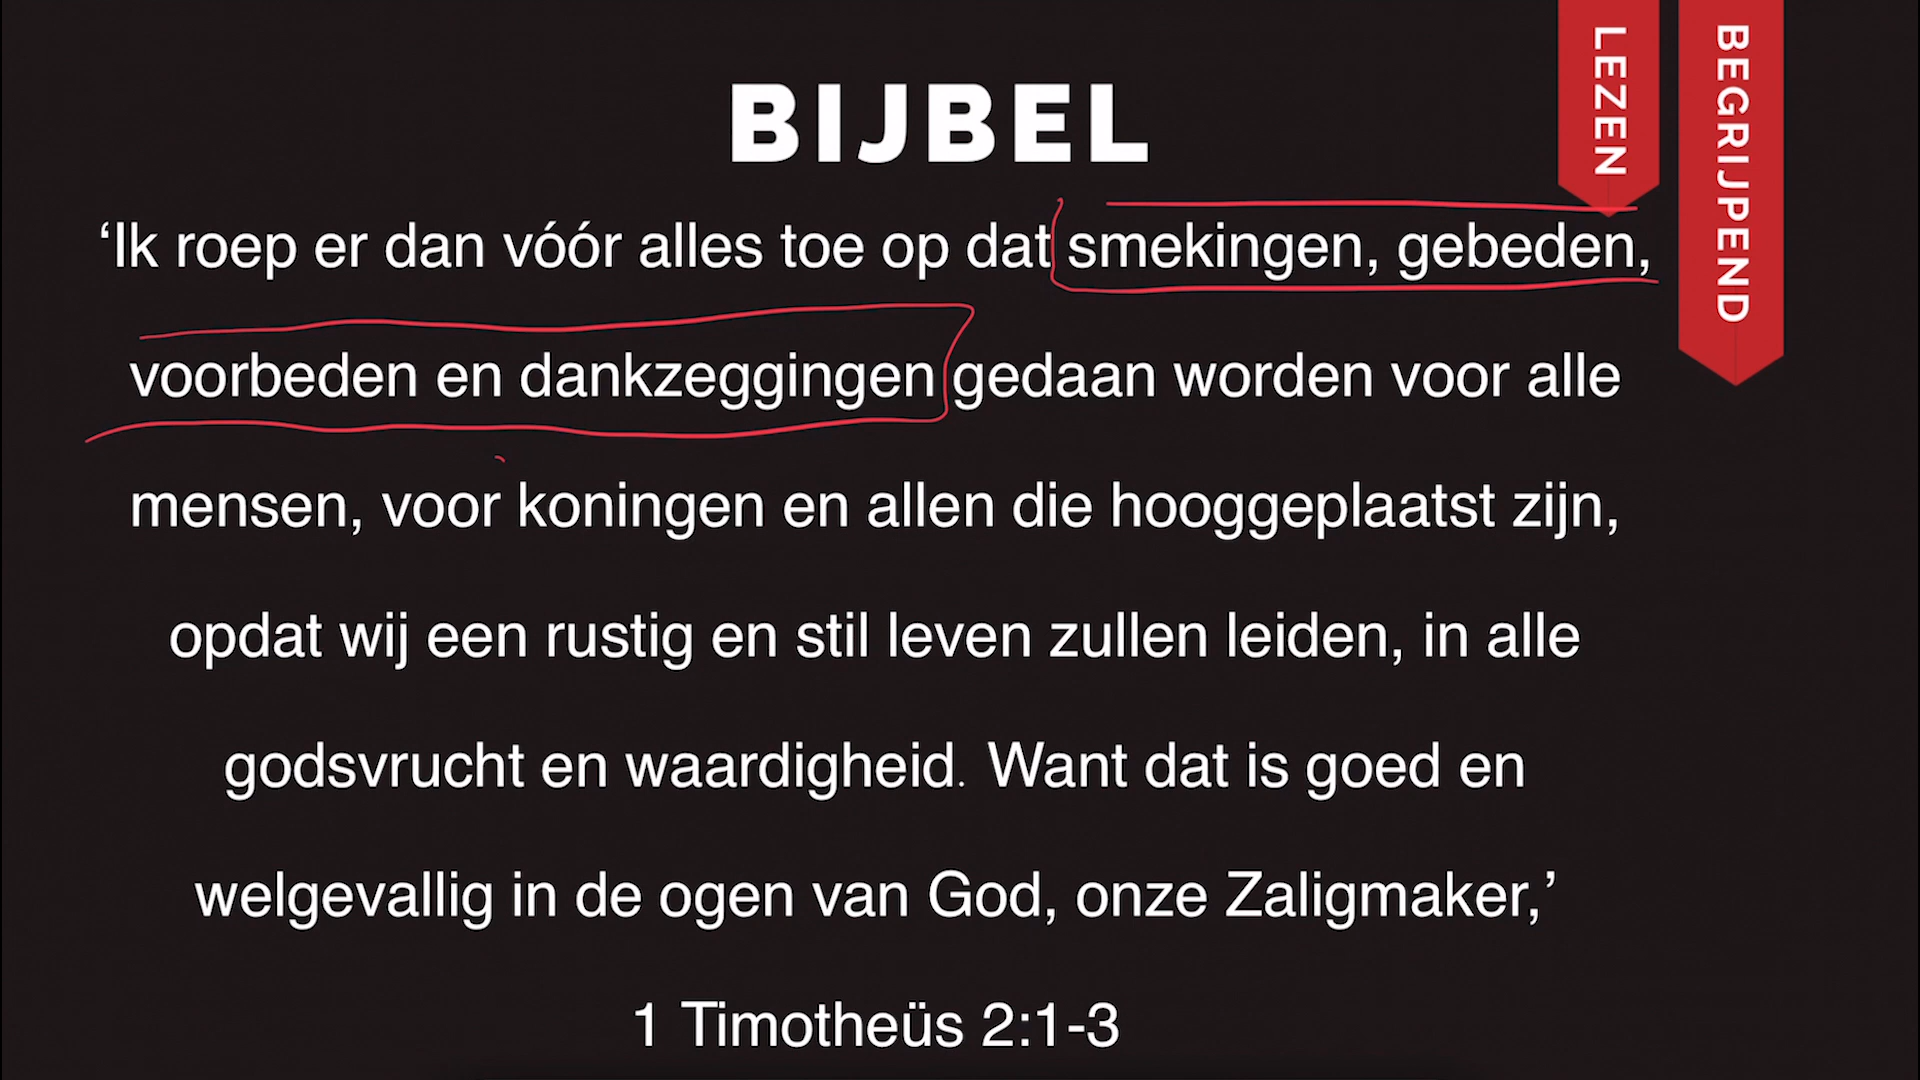 BIJBEL
‘Ik roep er dan vóór alles toe op dat smekingen, gebeden,
voorbeden en dankzeggingen gedaan worden voor alle
mensen, voor koningen en allen die hooggeplaatst zijn,
opdat wij een rustig en stil leven zullen leiden, in alle
godsvrucht en waardigheid. Want dat is goed en
welgevallig in de ogen van God, onze Zaligmaker,’
1 Timotheüs 2:1-3
BEGRIJPEND
LEZEN